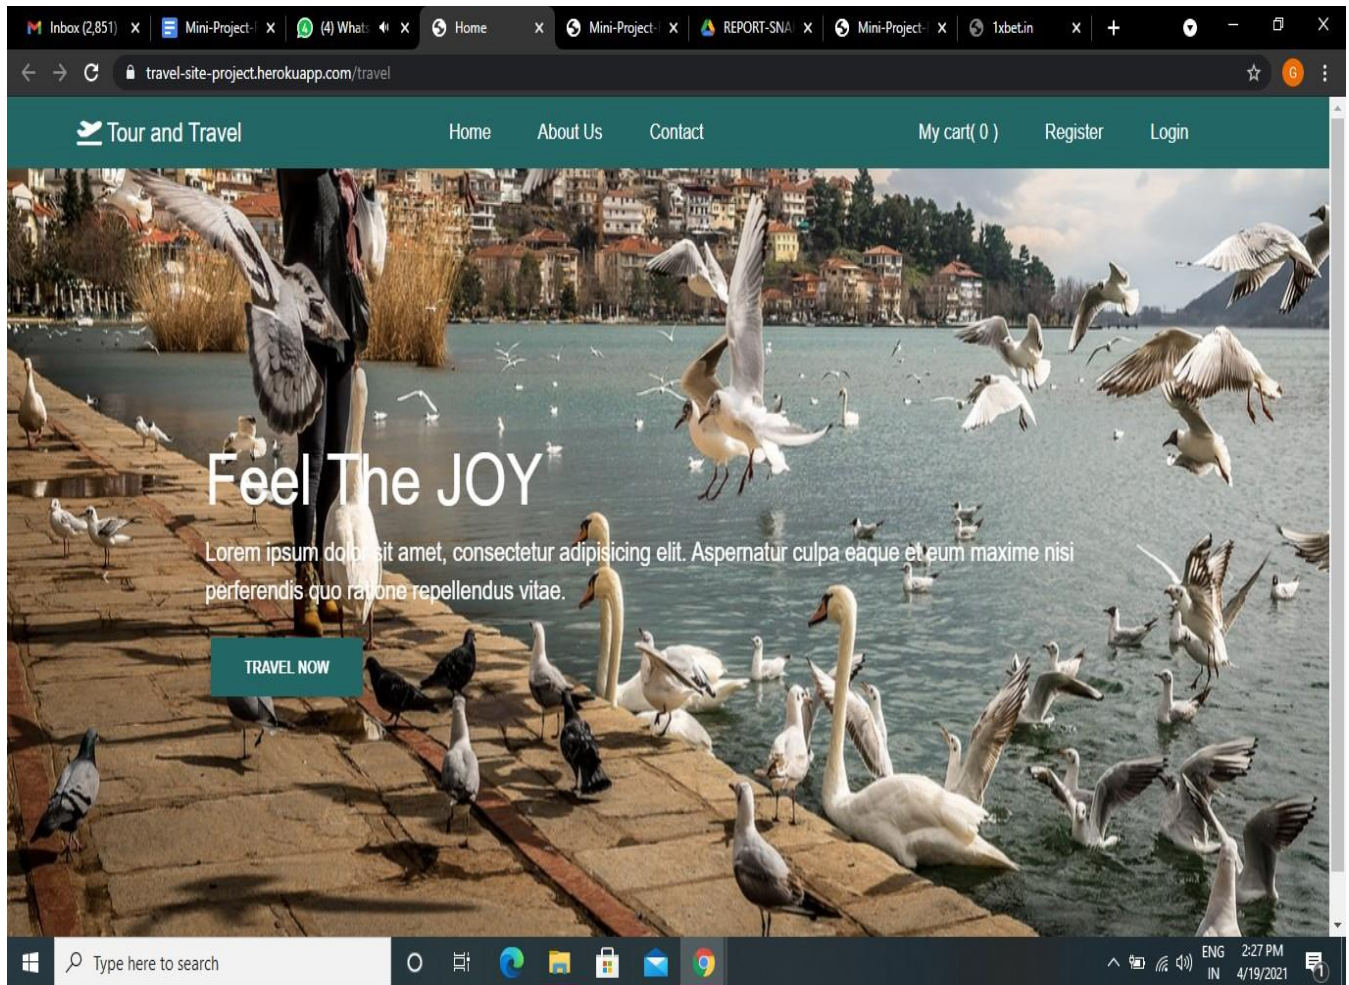 Inbox (2,851)
Mini-Project-
(4) Whats
Home
Mini-Project-
REPORT-SNA
Mini-Project-
1xbet.in
travel-site-project.herokuapp.com/travel
G
Tour and Travel
Home
About Us
Contact
My cart( 0 )
Register
Login
Feel The JOY
Lorem ipsum dolor sit amet, consectetur adipisicing elit. Aspernatur culpa eaque et eum maxime nisi
perferendis quo ratione repellendus vitae.
TRAVEL NOW
Type here to search
ENG
IN
2:27 PM
4/19/2021
1